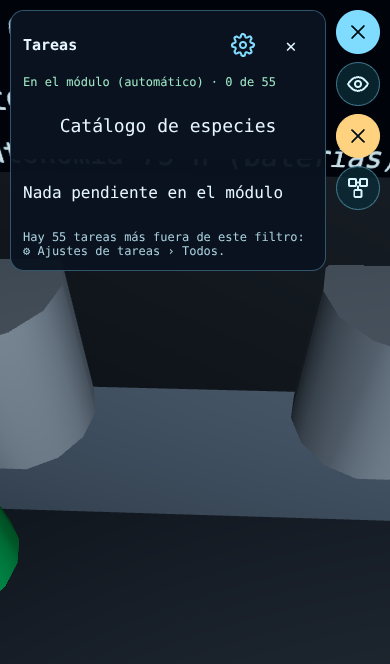 Tareas
En el módulo (automático) · 0 de 55
Catálogo de especies
Nada pendiente en el módulo
Hay 55 tareas más fuera de este filtro:
⚙ Ajustes de tareas › Todos.